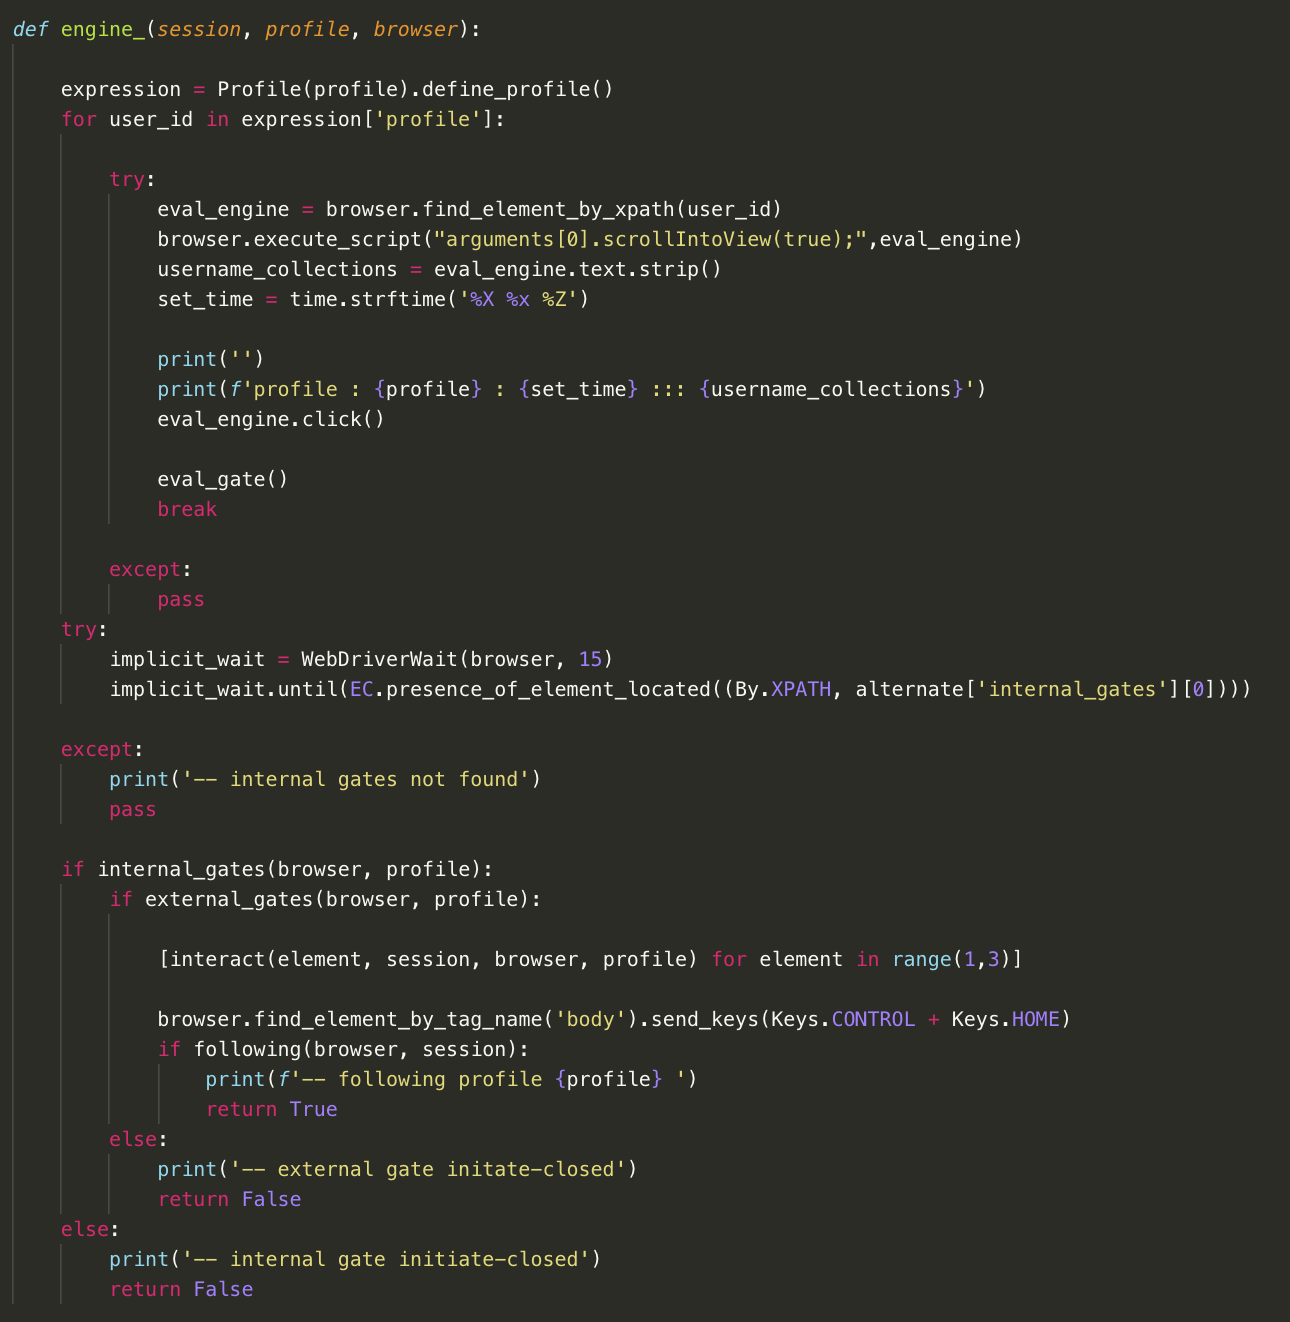 def engine_(session, profile, browser):
expression = Profile(profile).define_profile()
for user_id in expression['profile']:
try:
eval_engine = browser.find_element_by_xpath(user_id)
browser.execute_script("arguments[0].scrollIntoView(true);",eval_engine)
username_collections = eval_engine.text.strip()
set_time = time.strftime('%X %x %Z')
print('')
print(f'profile : {profile} : {set_time} ::: {username_collections}')
eval_engine.click()
eval_gate()
break
except:
pass
try:
implicit_wait = WebDriverWait(browser, 15)
implicit_wait.until(EC.presence_of_element_located((By.XPATH, alternate['internal_gates'][0])))
except:
print('-- internal gates not found')
pass
if internal_gates(browser, profile):
if external_gates(browser, profile):
[interact(element, session, browser, profile) for element in range(1,3)]
browser.find_element_by_tag_name('body').send_keys(Keys.CONTROL + Keys.HOME)
if following(browser, session):
print(f'-- following profile {profile} ')
return True
else:
print('-- external gate initate-closed')
return False
else:
print('-- internal gate initiate-closed')
return False